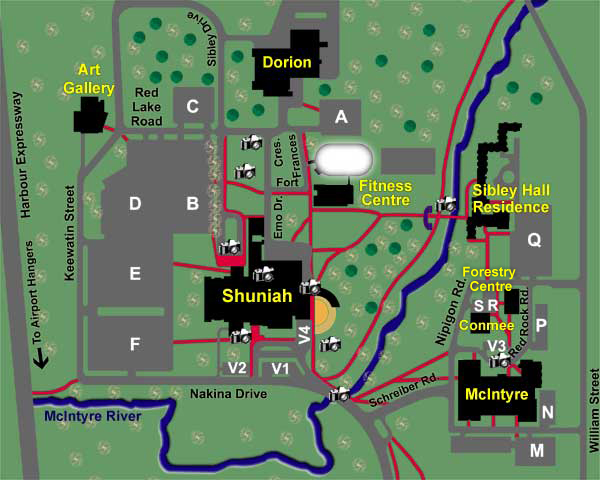 Sibley Drive
Dorion
Art
Gallery
Red
Lake
Road
C
A
Harbour Expressway
Fort
Frances
Cres.
Fitness
Centre
Sibley Hall
Residence
D
B
Keewatin Street
Emo Dr.
Q
E
Forestry
Centre
S R
Shuniah
Conmee
Nipigon Rd.
Red Rock Rd.
P
To Airport Hangers
F
V4
V3
V2
V1
McIntyre
Nakina Drive
Schreiber Rd.
N
McIntyre River
M
William Street